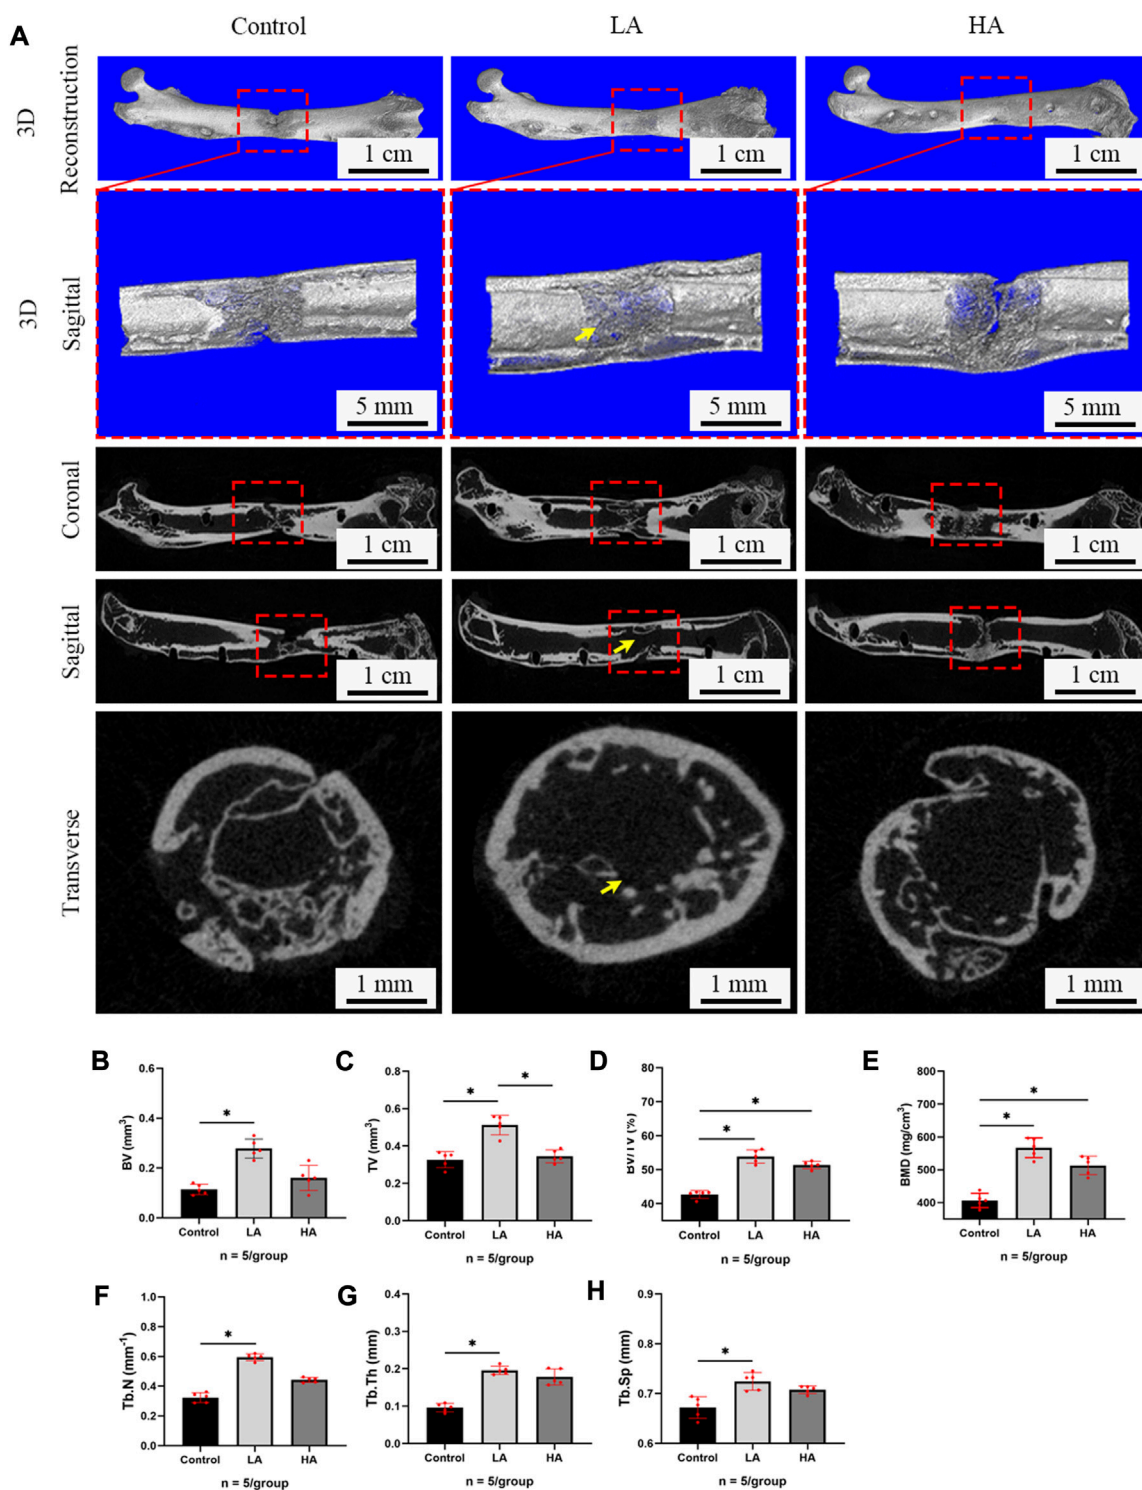 A
Control
LA
HA
3D
Reconstruction
1 cm
1 cm
1 cm
3D
Sagittal
5 mm
5 mm
5 mm
Coronal
1 cm
1 cm
1 cm
Sagittal
1 cm
1 cm
1 cm
Transverse
1 mm
1 mm
1 mm
B
BV (mm³)
0.6
0.4
0.2
0.0
*
Control
LA
HA
n = 5/group
C
TV (mm³)
0.8
0.6
0.4
0.2
0.0
*
*
Control
LA
HA
n = 5/group
D
BV/TV (%)
80
70
60
50
40
*
*
Control
LA
HA
n = 5/group
E
BMD (mg/cm³)
800
700
600
500
400
*
*
Control
LA
HA
n = 5/group
F
Tb.N (mm⁻¹)
1.0
0.8
0.6
0.4
0.2
0.0
*
Control
LA
HA
n = 5/group
G
Tb.Th (mm)
0.4
0.3
0.2
0.1
0.0
*
Control
LA
HA
n = 5/group
H
Tb.Sp (mm)
0.9
0.8
0.7
0.6
*
Control
LA
HA
n = 5/group